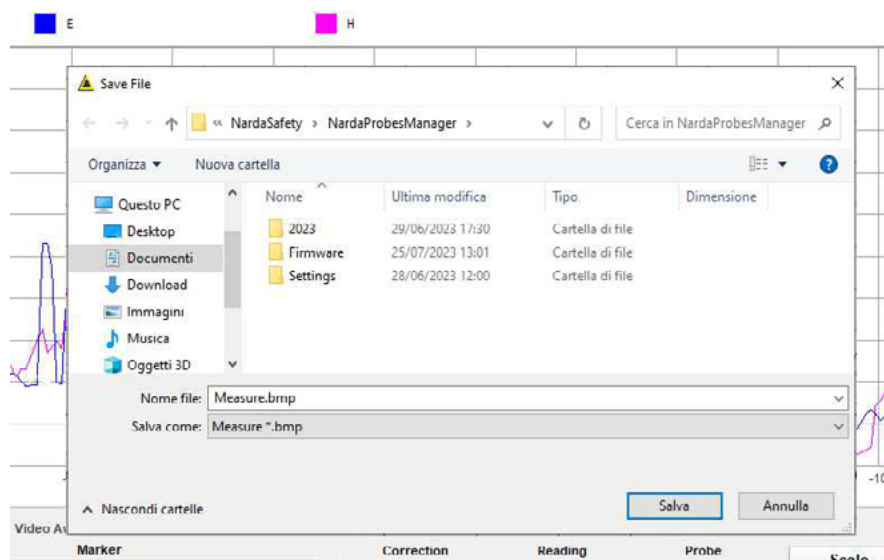 E H
Save File
« NardaSafety > NardaProbesManager >
Cerca in NardaProbesManager
Organizza Nuova cartella
Nome Ultima modifica Tipo Dimensione
Questo PC
Desktop
Documenti
Download
Immagini
Musica
Oggetti 3D
2023 29/06/2023 17:30 Cartella di file
Firmware 25/07/2023 13:01 Cartella di file
Settings 28/06/2023 12:00 Cartella di file
Nome file: Measure.bmp
Salva come: Measure *.bmp
Nascondi cartelle
Salva Annulla
-10
Video
Marker Correction Reading Probe Scale